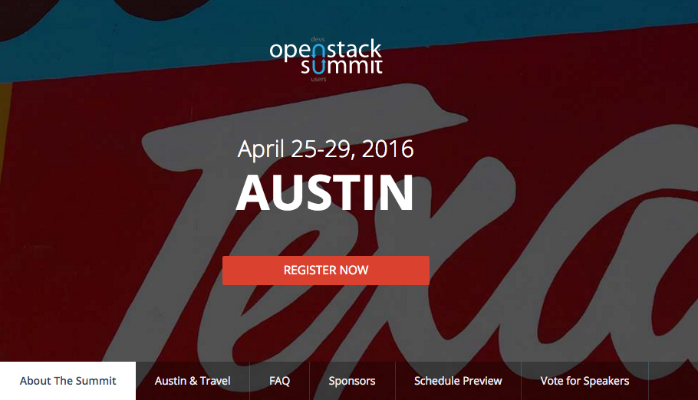 devs
openstack
summit
users
April 25-29, 2016
AUSTIN
Texa
REGISTER NOW
About The Summit
Austin & Travel
FAQ
Sponsors
Schedule Preview
Vote for Speakers